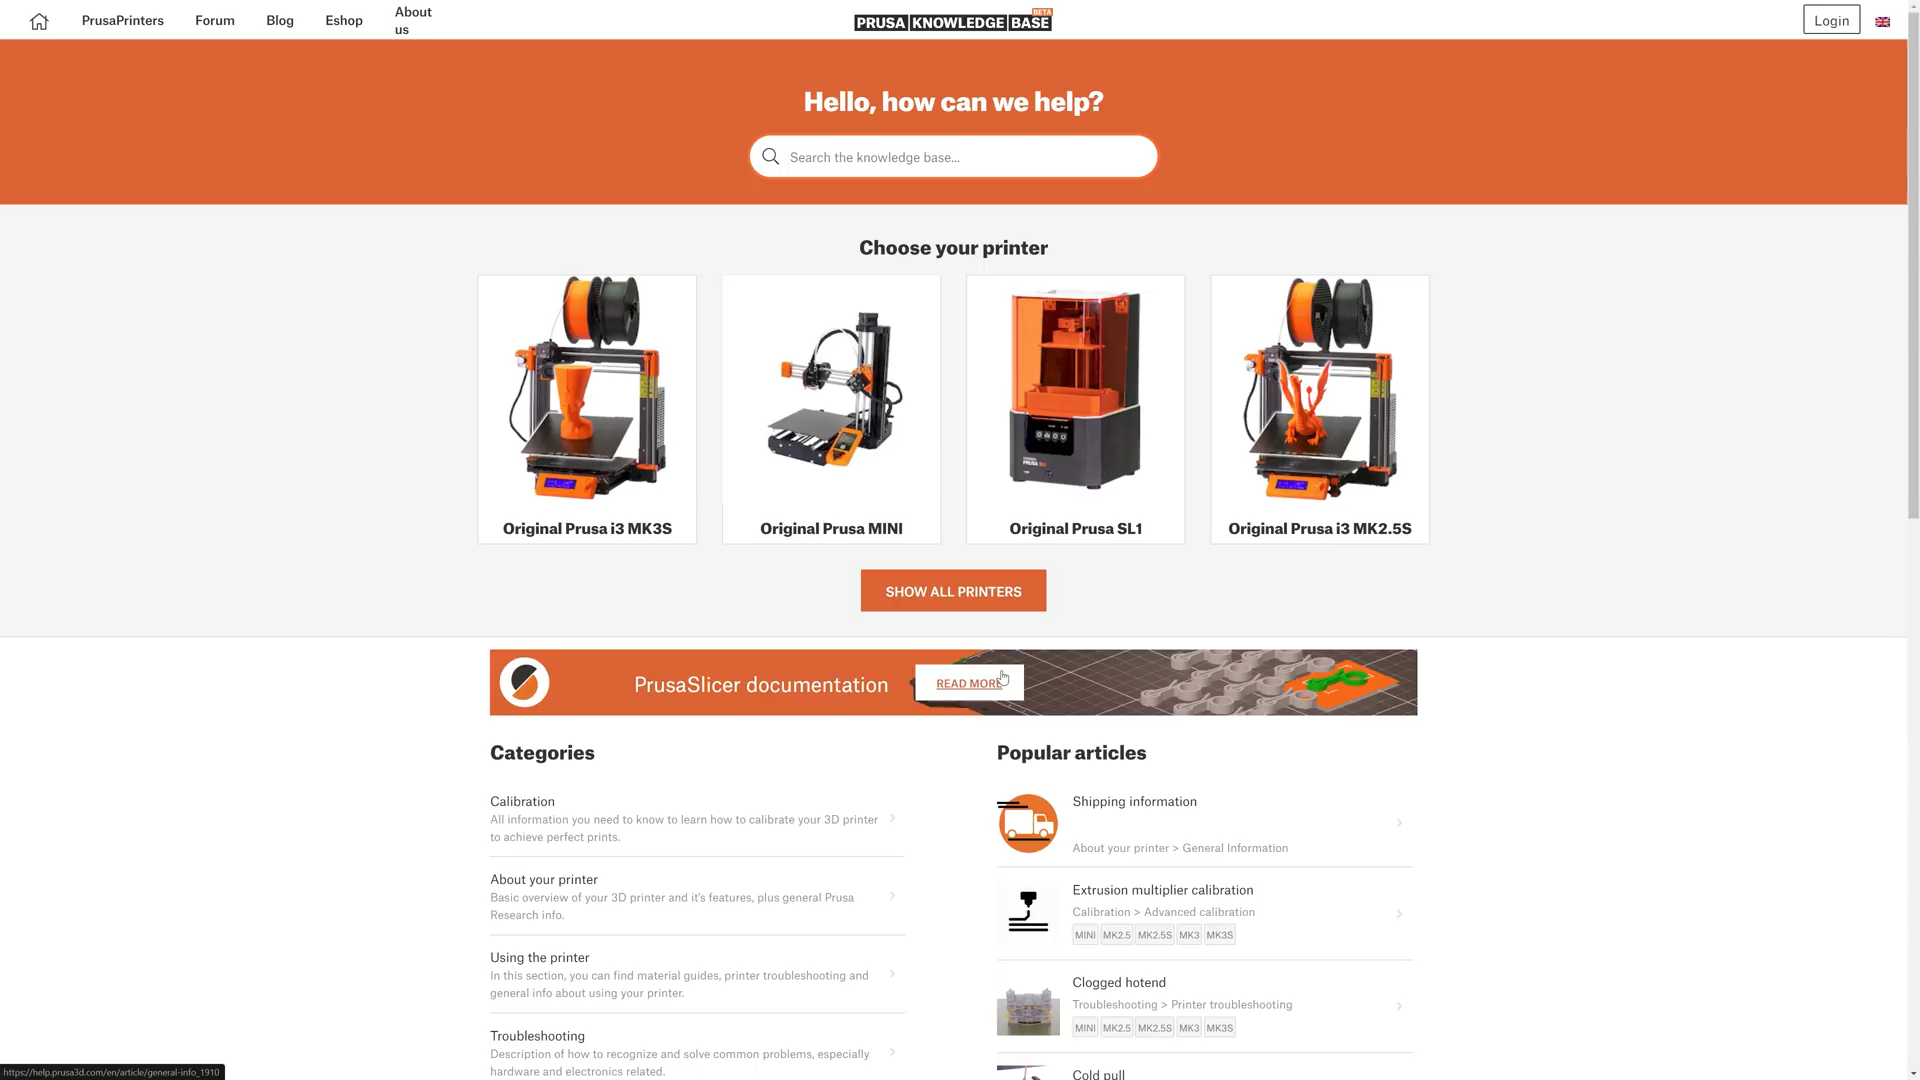 PrusaPrinters
Forum
Blog
Eshop
About
us
PRUSA KNOWLEDGE BASE
BETA
Login
Hello, how can we help?
Search the knowledge base...
Choose your printer
Original Prusa i3 MK3S
Original Prusa MINI
Original Prusa SL1
Original Prusa i3 MK2.5S
SHOW ALL PRINTERS
PrusaSlicer documentation
READ MORE
Categories
Calibration
All information you need to know to learn how to calibrate your 3D printer
to achieve perfect prints.
About your printer
Basic overview of your 3D printer and it's features, plus general Prusa
Research info.
Using the printer
In this section, you can find material guides, printer troubleshooting and
general info about using your printer.
Troubleshooting
Description of how to recognize and solve common problems, especially
hardware and electronics related.
Popular articles
Shipping information
About your printer > General Information
Extrusion multiplier calibration
Calibration > Advanced calibration
MINI MK2.5 MK2.5S MK3 MK3S
Clogged hotend
Troubleshooting > Printer troubleshooting
MINI MK2.5 MK2.5S MK3 MK3S
Cold pull
https://help.prusa3d.com/en/article/general-info_1910